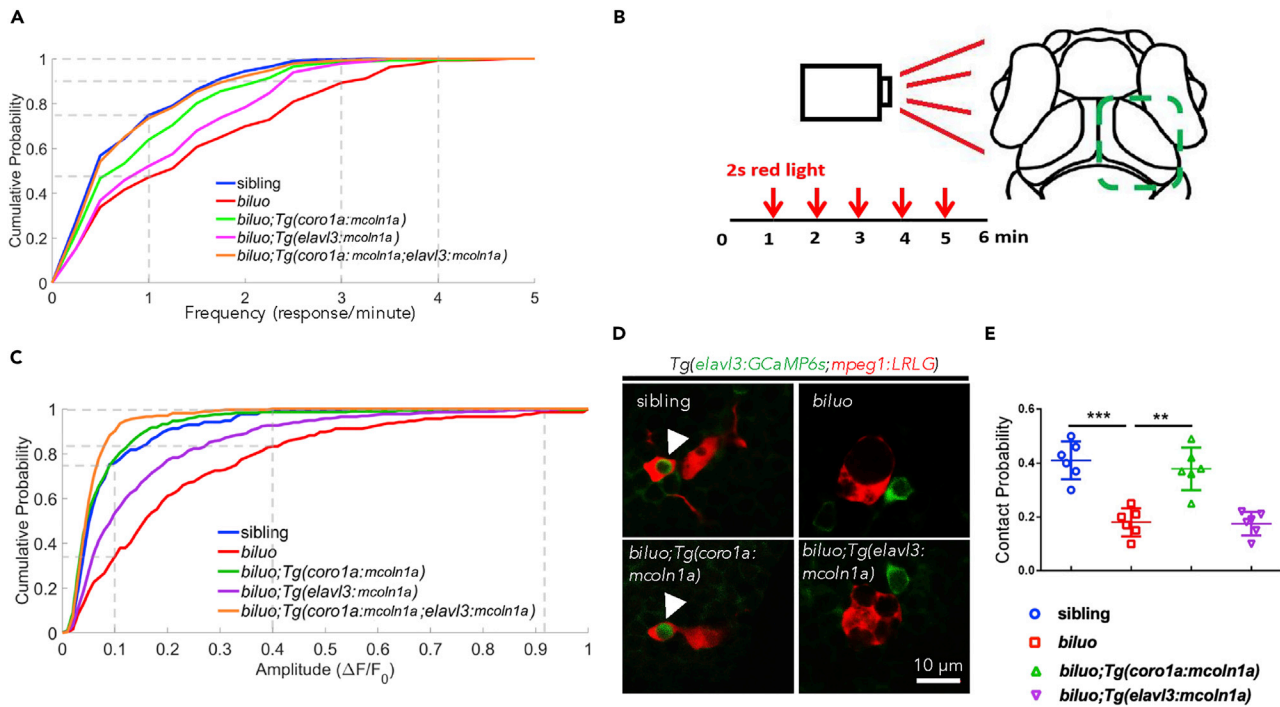 A
1
0.8
0.6
0.4
0.2
0
Cumulative Probability
0 1 2 3 4 5
Frequency (response/minute)
sibling
biluo
biluo;Tg(coro1a:mcoln1a)
biluo;Tg(elavl3:mcoln1a)
biluo;Tg(coro1a:mcoln1a;elavl3:mcoln1a)
B
2s red light
0 1 2 3 4 5 6 min
C
1
0.8
0.6
0.4
0.2
0
Cumulative Probability
0 0.1 0.2 0.3 0.4 0.5 0.6 0.7 0.8 0.9 1
Amplitude (ΔF/F0)
sibling
biluo
biluo;Tg(coro1a:mcoln1a)
biluo;Tg(elavl3:mcoln1a)
biluo;Tg(coro1a:mcoln1a;elavl3:mcoln1a)
D
Tg(elavl3:GCaMP6s;mpeg1:LRLG)
sibling
biluo
biluo;Tg(coro1a:
mcoln1a)
biluo;Tg(elavl3:
mcoln1a)
10 μm
E
0.6
0.4
0.2
0.0
Contact Probability
*** **
sibling
biluo
biluo;Tg(coro1a:mcoln1a)
biluo;Tg(elavl3:mcoln1a)